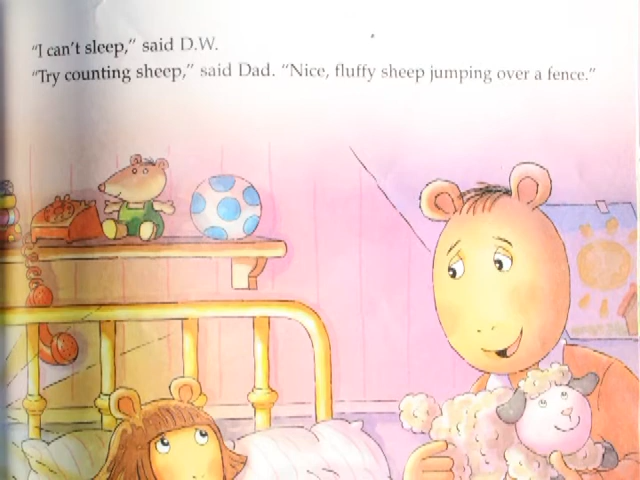 “I can't sleep,” said D.W.
“Try counting sheep,” said Dad. “Nice, fluffy sheep jumping over a fence.”